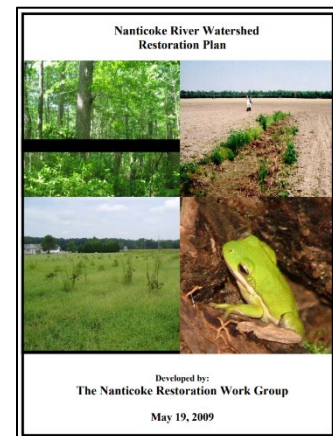 Nanticoke River Watershed
Restoration Plan
Developed by:
The Nanticoke Restoration Work Group
May 19, 2009